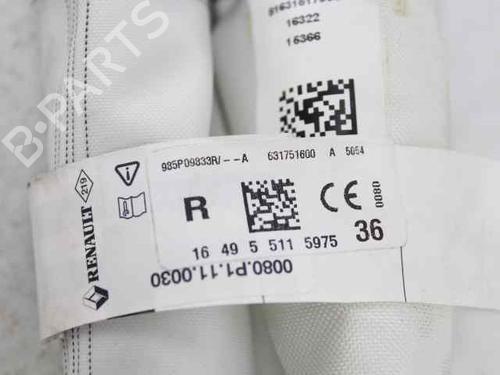 16322
16366
985P09833R/--A 631751600 A 5054
R
CE
0080
16 49 5 511 5975 36
219
RENAULT
0080.P1.11.0030
B-PARTS